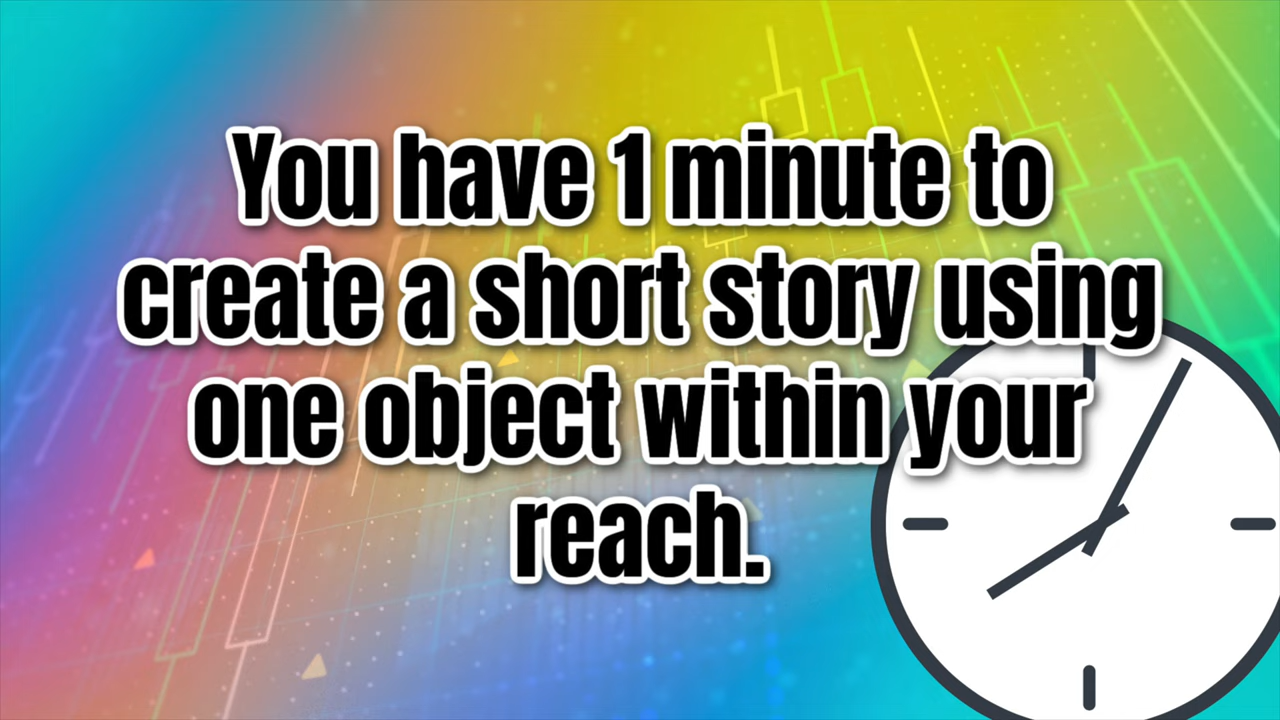 You have 1 minute to
create a short story using
one object within your
reach.